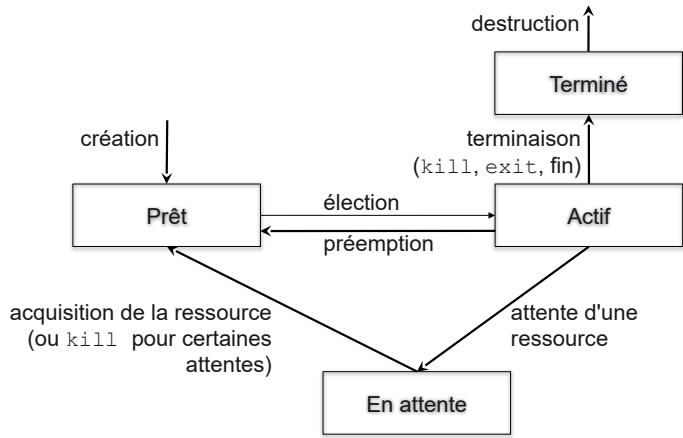 destruction
Terminé
création
terminaison
(kill, exit, fin)
Prêt
élection
Actif
préemption
acquisition de la ressource
(ou kill pour certaines
attentes)
attente d'une
ressource
En attente